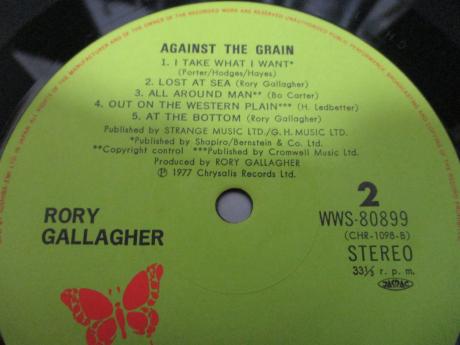 AGAINST THE GRAIN
1. I TAKE WHAT I WANT*
(Porter/Hodges/Hayes)
2. LOST AT SEA (Rory Gallagher)
3. ALL AROUND MAN** (Bo Carter)
4. OUT ON THE WESTERN PLAIN*** (H. Ledbetter)
5. AT THE BOTTOM (Rory Gallagher)
Published by STRANGE MUSIC LTD./G.H. MUSIC LTD.
*Published by Shapiro/Bernstein & Co. Ltd.
**Copyright control ***Published by Cromwell Music Ltd.
Produced by RORY GALLAGHER
Ⓟ 1977 Chrysalis Records Ltd.
RORY
GALLAGHER
2
WWS-80899
(CHR-1098-B)
STEREO
33⅓ r. p. m.
JASRAC